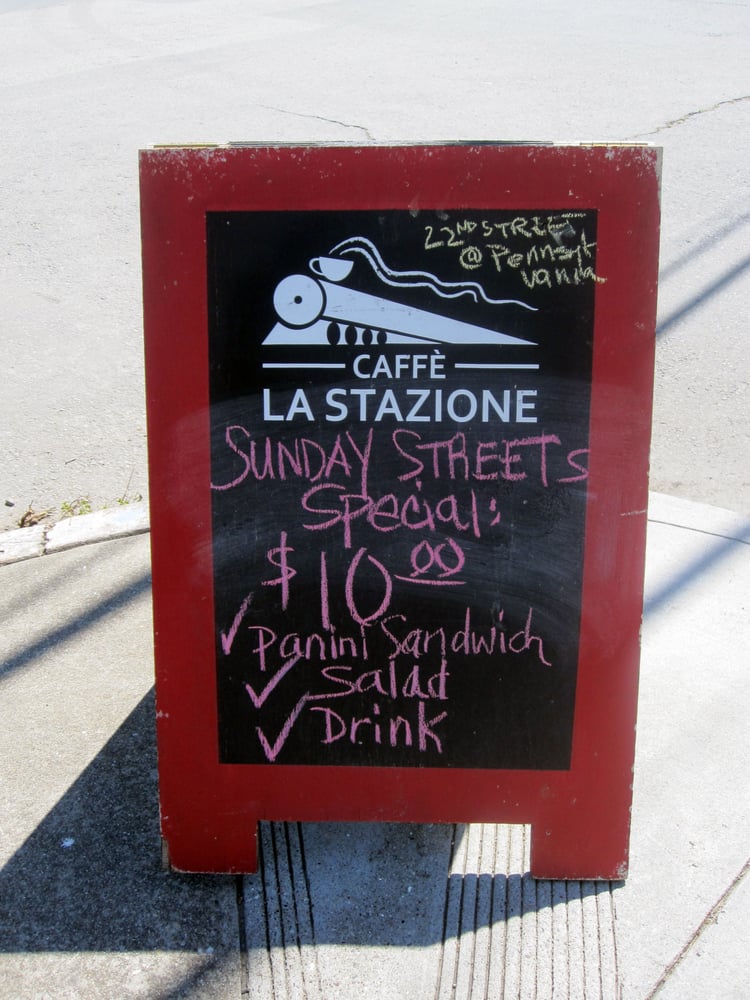 22ND STREET
@ Pennsyl
vania
CAFFÈ
LA STAZIONE
SUNDAY STREETS
Special:
$10.00
✓ Panini Sandwich
✓ Salad
✓ Drink